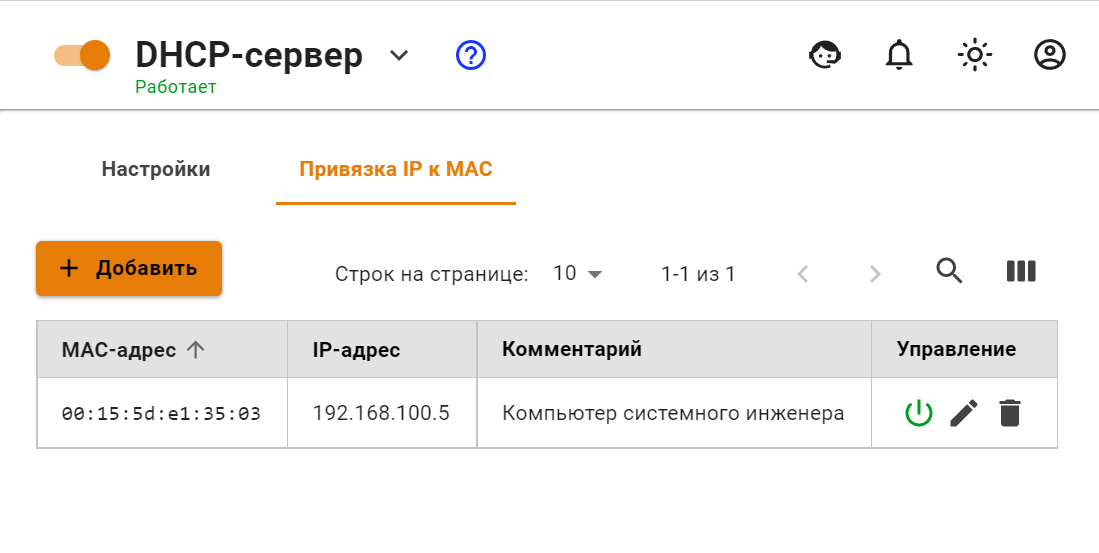 DHCP-сервер
Работает
Настройки Привязка IP к MAC
Добавить Строк на странице: 10 1-1 из 1
MAC-адрес IP-адрес Комментарий Управление
00:15:5d:e1:35:03 192.168.100.5 Компьютер системного инженера